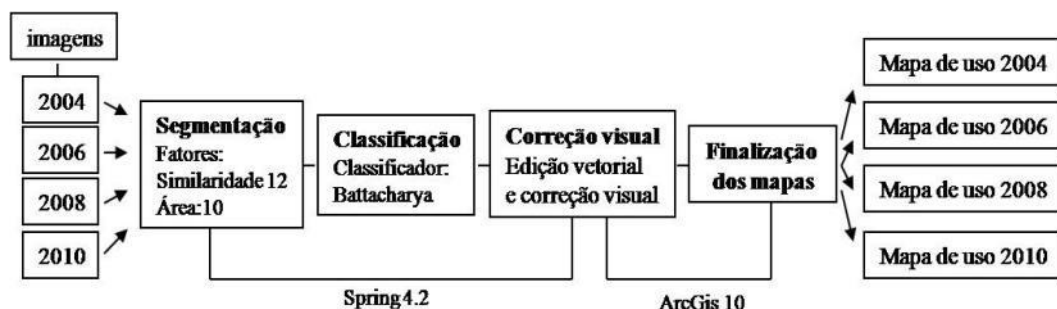 imagens
2004
2006
2008
2010
Segmentação
Fatores:
Similaridade 12
Área:10
Classificação
Classificador:
Battacharya
Correção visual
Edição vetorial
e correção visual
Finalização
dos mapas
Mapa de uso 2004
Mapa de uso 2006
Mapa de uso 2008
Mapa de uso 2010
Spring 4.2
ArcGis 10